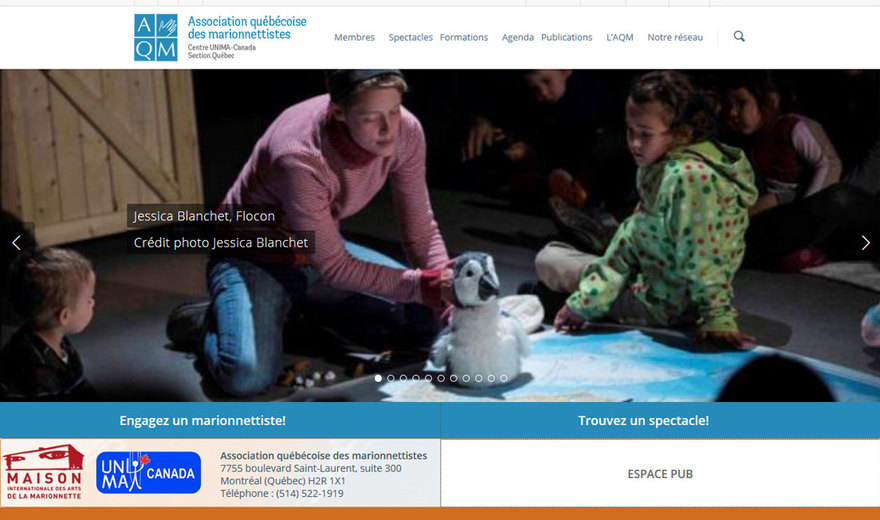 A
QM
Association québécoise
des marionnettistes
Centre UNIMA-Canada
Section Québec
Membres Spectacles Formations Agenda Publications L'AQM Notre réseau
Jessica Blanchet, Flocon
Crédit photo Jessica Blanchet
Engagez un marionnettiste!
Trouvez un spectacle!
MAISON
INTERNATIONALE DES ARTS
DE LA MARIONNETTE
UNI
MA
CANADA
Association québécoise des marionnettistes
7755 boulevard Saint-Laurent, suite 300
Montréal (Québec) H2R 1X1
Téléphone : (514) 522-1919
ESPACE PUB